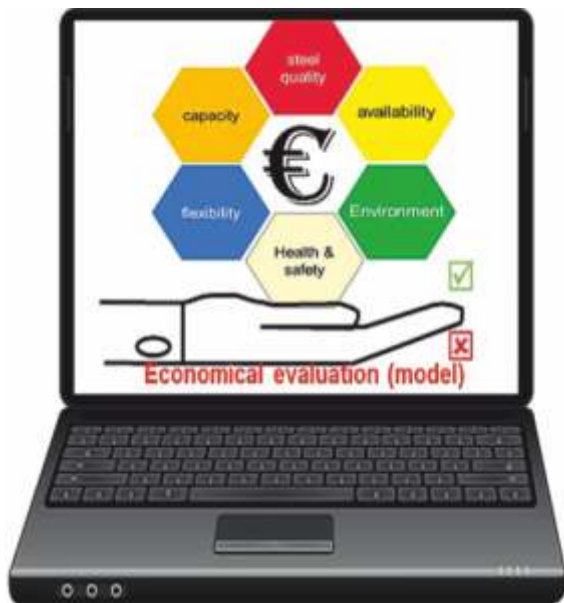 steel
quality
capacity
availability
€
flexibility
Environment
Health &
safety
Economical evaluation (model)